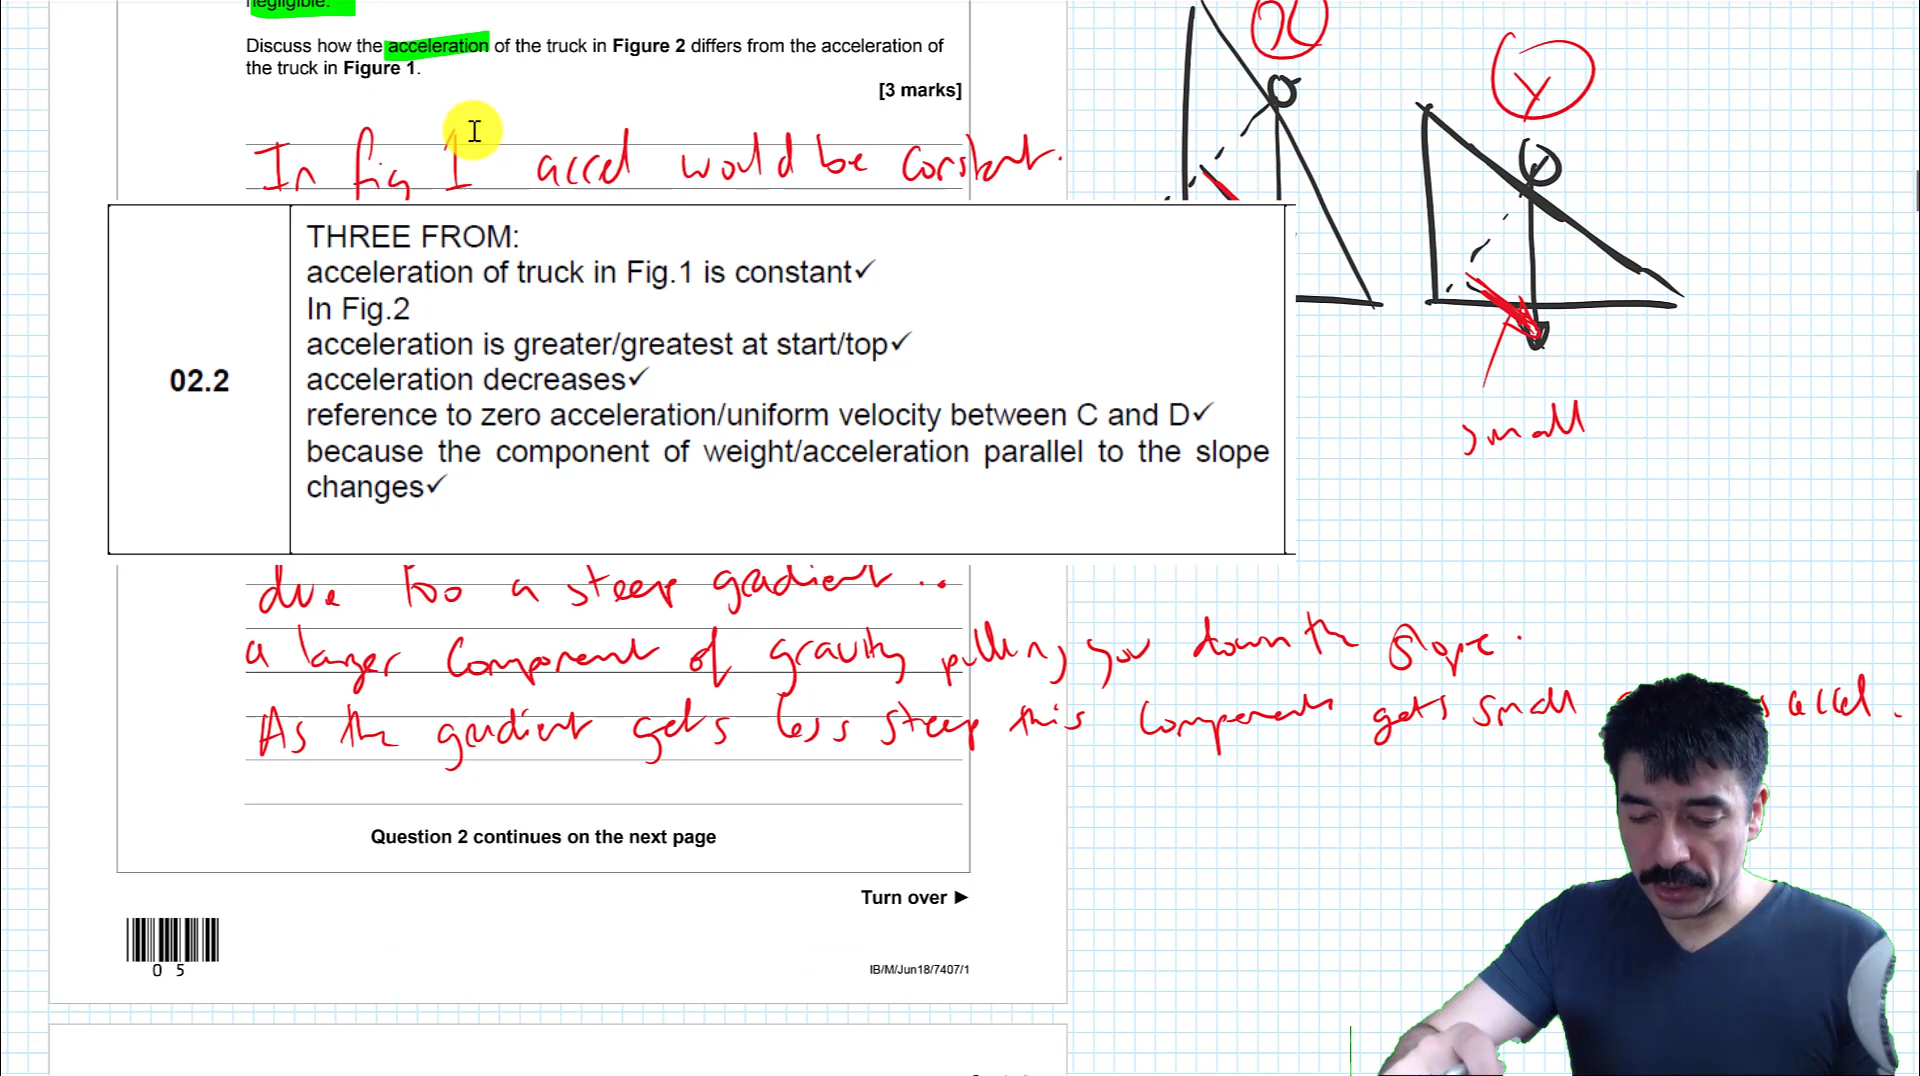 negligible.
Discuss how the acceleration of the truck in Figure 2 differs from the acceleration of
the truck in Figure 1.
[3 marks]
In fig 1 accel would be constant.
THREE FROM:
acceleration of truck in Fig.1 is constant✓
In Fig.2
acceleration is greater/greatest at start/top✓
acceleration decreases✓
02.2
reference to zero acceleration/uniform velocity between C and D✓
because the component of weight/acceleration parallel to the slope
changes✓
x
Y
small
due too a steep gradient ..
a larger component of gravity pulling you down the slope.
As the gradient gets less steep this components gets small accel.
Question 2 continues on the next page
Turn over ►
0 5
IB/M/Jun18/7407/1